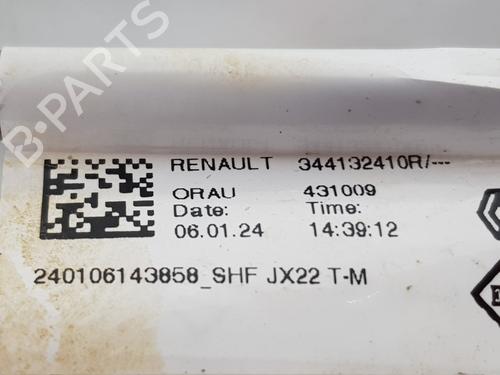 RENAULT 344132410R/---
ORAU 431009
Date: Time:
06.01.24 14:39:12
240106143858_SHF JX22 T-M
B-PARTS